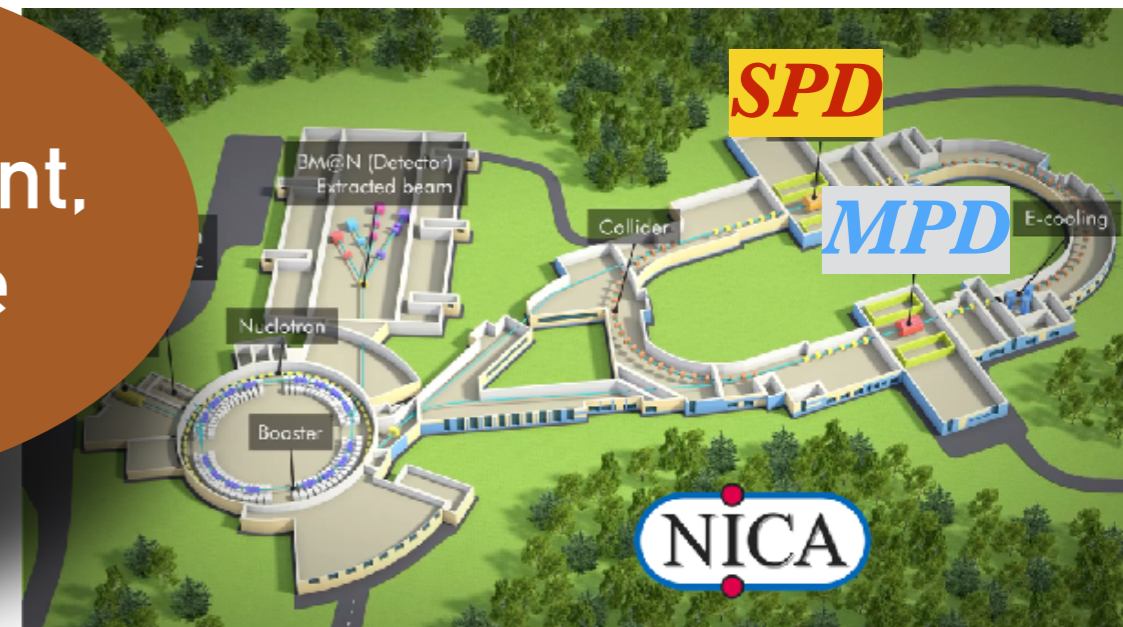 nt,
e
SPD
BM@N (Detector)
Extracted beam
MPD
E-cooling
Collider
Nuclotron
Booster
NICA